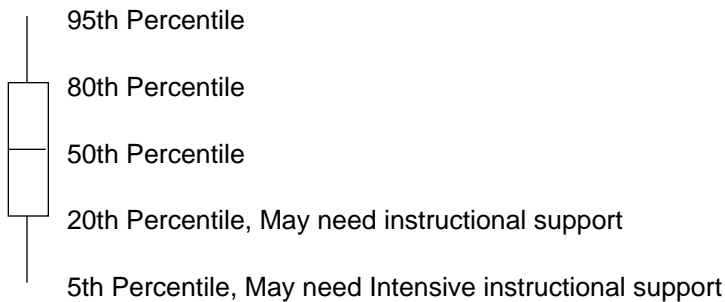 95th Percentile
80th Percentile
50th Percentile
20th Percentile, May need instructional support
5th Percentile, May need Intensive instructional support